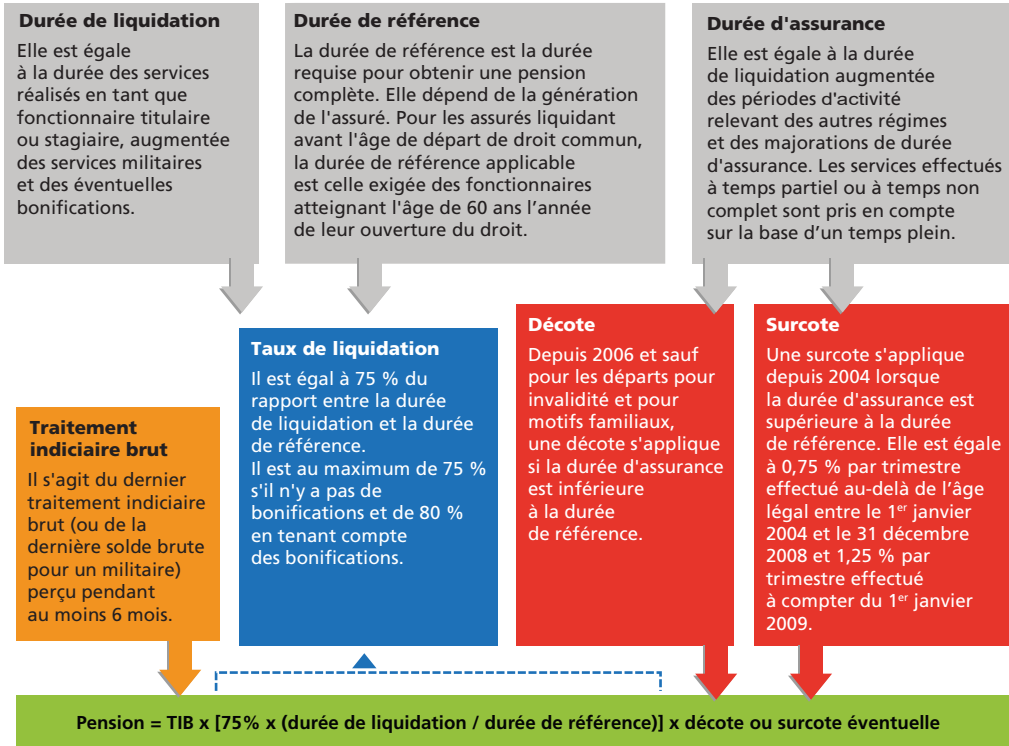 Durée de liquidation
Elle est égale
à la durée des services
réalisés en tant que
fonctionnaire titulaire
ou stagiaire, augmentée
des services militaires
et des éventuelles
bonifications.
Durée de référence
La durée de référence est la durée
requise pour obtenir une pension
complète. Elle dépend de la génération
de l'assuré. Pour les assurés liquidant
avant l'âge de départ de droit commun,
la durée de référence applicable
est celle exigée des fonctionnaires
atteignant l'âge de 60 ans l’année
de leur ouverture du droit.
Durée d'assurance
Elle est égale à la durée
de liquidation augmentée
des périodes d'activité
relevant des autres régimes
et des majorations de durée
d'assurance. Les services effectués
à temps partiel ou à temps non
complet sont pris en compte
sur la base d’un temps plein.
Traitement
indiciaire brut
Il s'agit du dernier
traitement indiciaire
brut (ou de la
dernière solde brute
pour un militaire)
perçu pendant
au moins 6 mois.
Taux de liquidation
Il est égal à 75 % du
rapport entre la durée
de liquidation et la durée
de référence.
Il est au maximum de 75 %
s'il n'y a pas de
bonifications et de 80 %
en tenant compte
des bonifications.
Décote
Depuis 2006 et sauf
pour les départs pour
invalidité et pour
motifs familiaux,
une décote s'applique
si la durée d'assurance
est inférieure
à la durée
de référence.
Surcote
Une surcote s'applique
depuis 2004 lorsque
la durée d'assurance est
supérieure à la durée
de référence. Elle est égale
à 0,75 % par trimestre
effectué au-delà de l’âge
légal entre le 1er janvier
2004 et le 31 décembre
2008 et 1,25 % par
trimestre effectué
à compter du 1er janvier
2009.
Pension = TIB x [75% x (durée de liquidation / durée de référence)] x décote ou surcote éventuelle